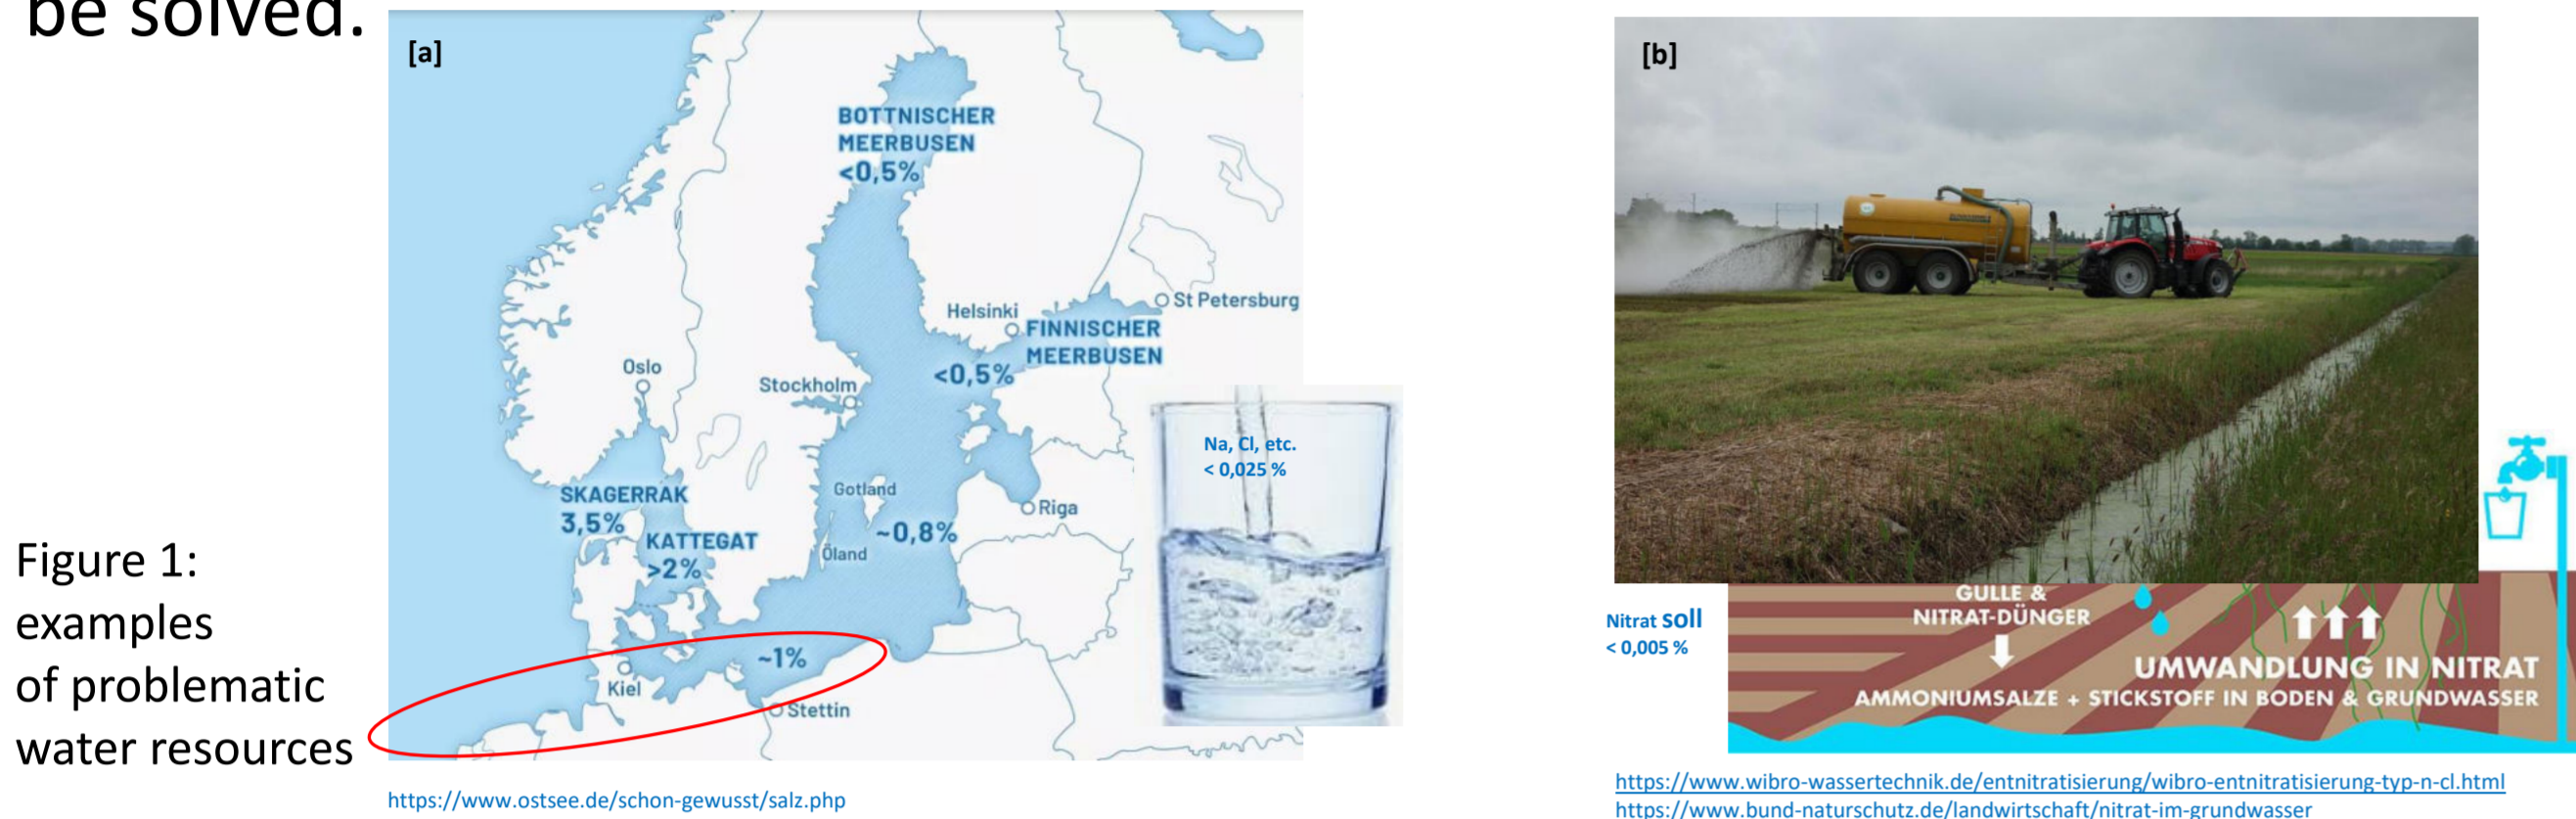 be solved.
[a]
BOTTNISCHER
MEERBUSEN
<0,5%
Helsinki
St Petersburg
FINNISCHER
MEERBUSEN
<0,5%
Oslo
Stockholm
Na, Cl, etc.
< 0,025 %
SKAGERRAK
3,5%
KATTEGAT
>2%
Gotland
~0,8%
Öland
Riga
~1%
Kiel
Stettin
Figure 1:
examples
of problematic
water resources
https://www.ostsee.de/schon-gewusst/salz.php
[b]
Nitrat soll
< 0,005 %
GÜLLE &
NITRAT-DÜNGER
UMWANDLUNG IN NITRAT
AMMONIUMSALZE + STICKSTOFF IN BODEN & GRUNDWASSER
https://www.wibro-wassertechnik.de/entnitratisierung/wibro-entnitratisierung-typ-n-cl.html
https://www.bund-naturschutz.de/landwirtschaft/nitrat-im-grundwasser